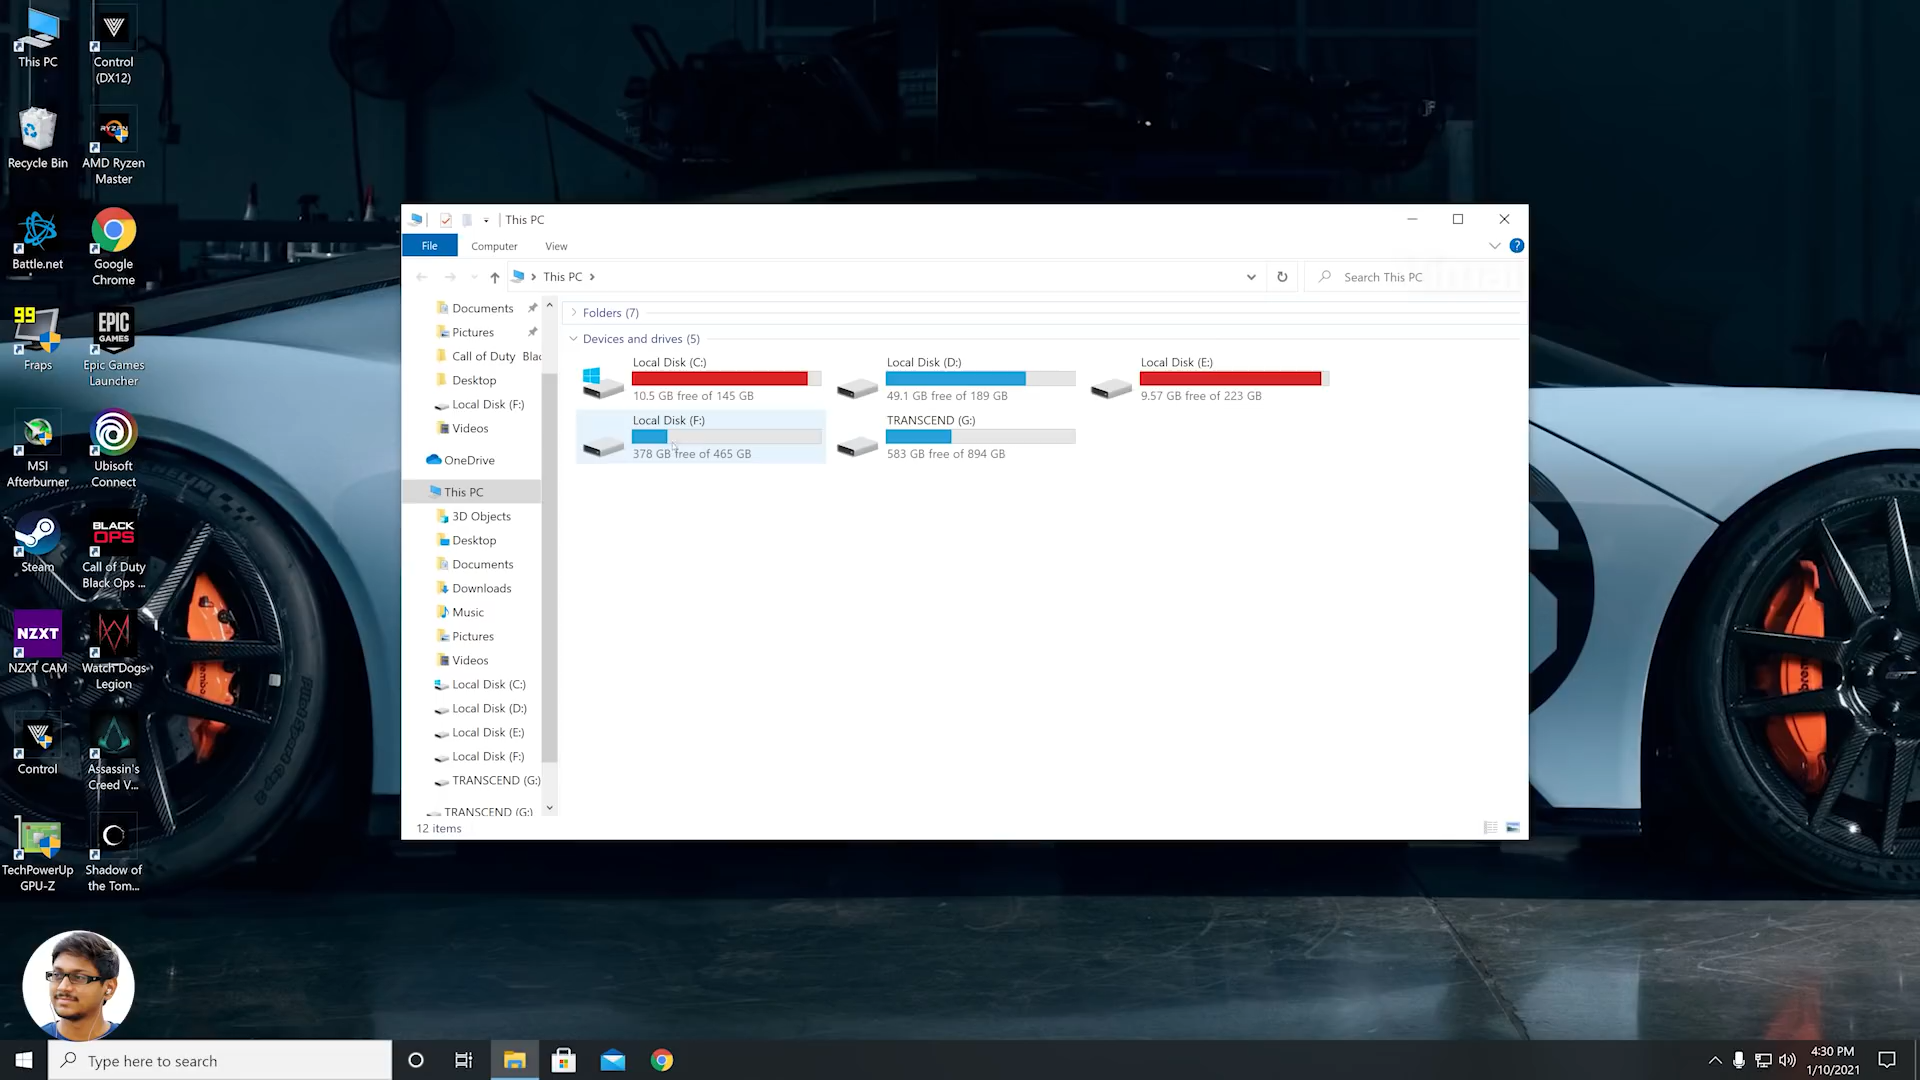 This PC
Control
(DX12)
Recycle Bin
AMD Ryzen
Master
Battle.net
Google
Chrome
Fraps
Epic Games
Launcher
MSI
Afterburner
Ubisoft
Connect
Steam
Call of Duty
Black Ops ...
NZXT CAM
Watch Dogs-
Legion
Control
Assassin's
Creed V...
TechPowerUp
GPU-Z
Shadow of
the Tom...
RYZEN
99
EPIC
GAMES
BLACK
OPS
NZXT
This PC
File
Computer
View
This PC
Search This PC
Documents
Pictures
Call of Duty Blac
Desktop
Local Disk (F:)
Videos
OneDrive
This PC
3D Objects
Desktop
Documents
Downloads
Music
Pictures
Videos
Local Disk (C:)
Local Disk (D:)
Local Disk (E:)
Local Disk (F:)
TRANSCEND (G:)
TRANSCEND (G:)
12 items
Folders (7)
Devices and drives (5)
Local Disk (C:)
10.5 GB free of 145 GB
Local Disk (D:)
49.1 GB free of 189 GB
Local Disk (E:)
9.57 GB free of 223 GB
Local Disk (F:)
378 GB free of 465 GB
TRANSCEND (G:)
583 GB free of 894 GB
Type here to search
4:30 PM
1/10/2021